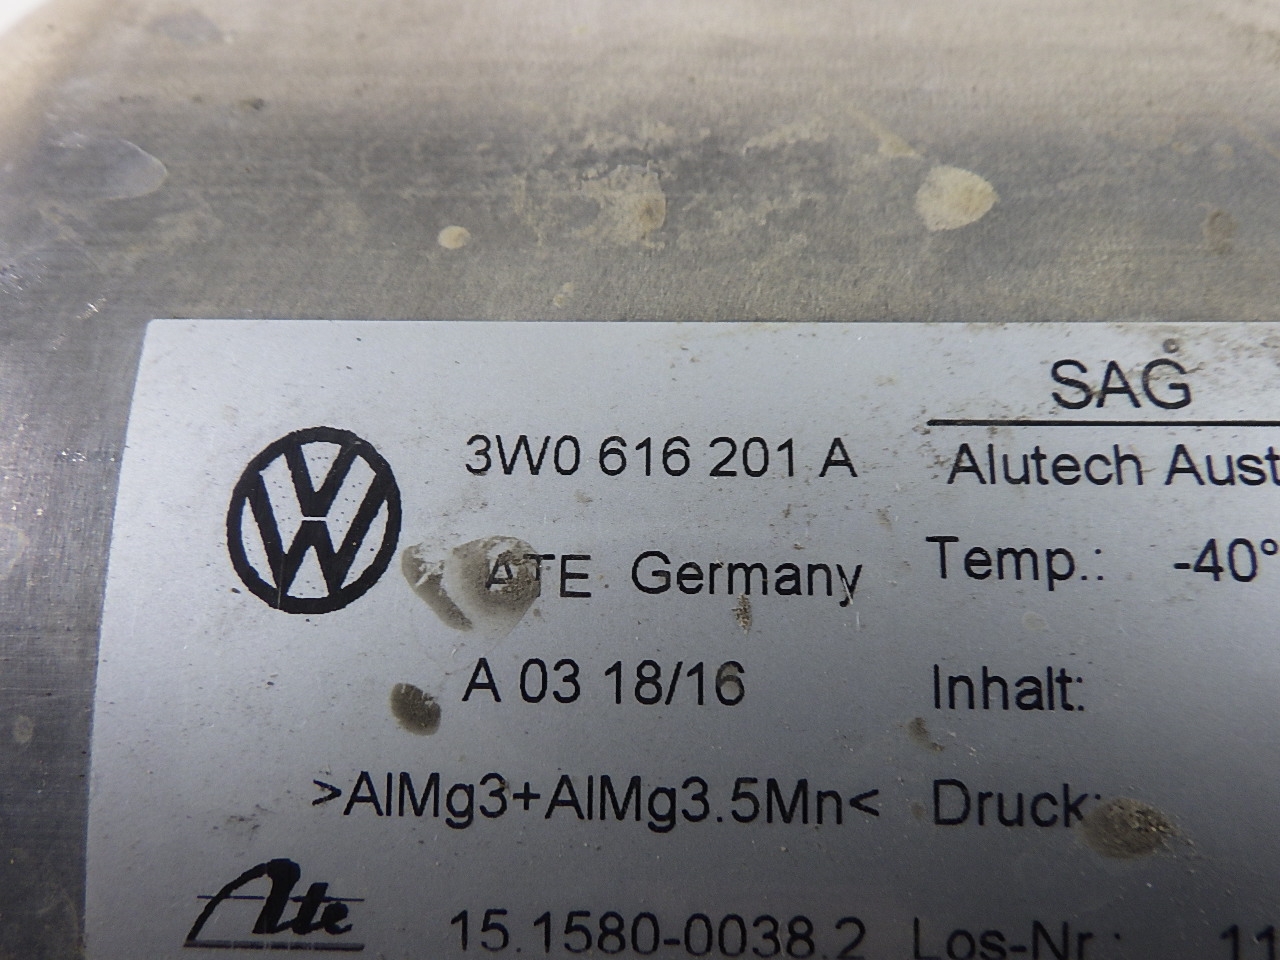 SAG
3W0 616 201 A
Alutech Aust
ATE Germany
Temp.: -40°
A 03 18/16
Inhalt:
>AlMg3+AlMg3.5Mn<
Druck:
Ate
15.1580-0038.2
Los-Nr.: 11